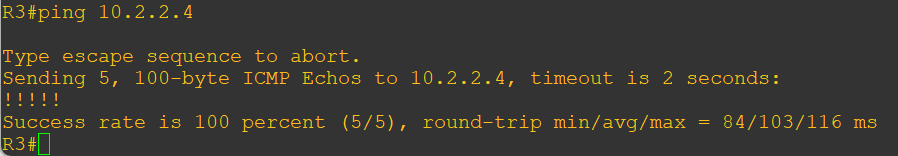 R3#ping 10.2.2.4
Type escape sequence to abort.
Sending 5, 100-byte ICMP Echos to 10.2.2.4, timeout is 2 seconds:
!!!!!
Success rate is 100 percent (5/5), round-trip min/avg/max = 84/103/116 ms
R3#